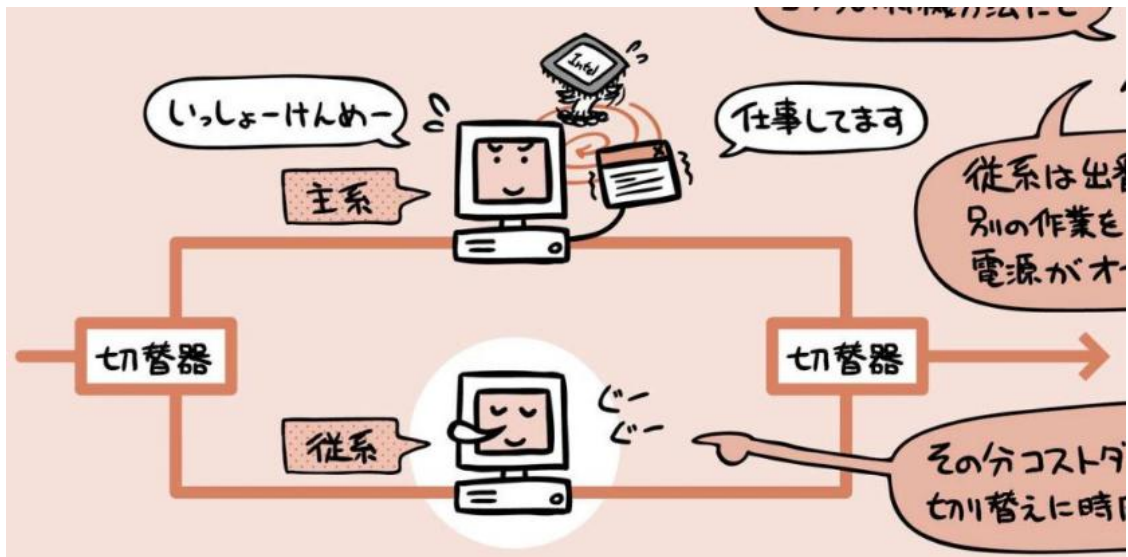 いっしょーけんめー
Intel
仕事してます
主系
従系は出番
別の作業を
電源がオ
切替器
切替器
従系
ぐー
ぐー
その分コストダ
切り替えに時